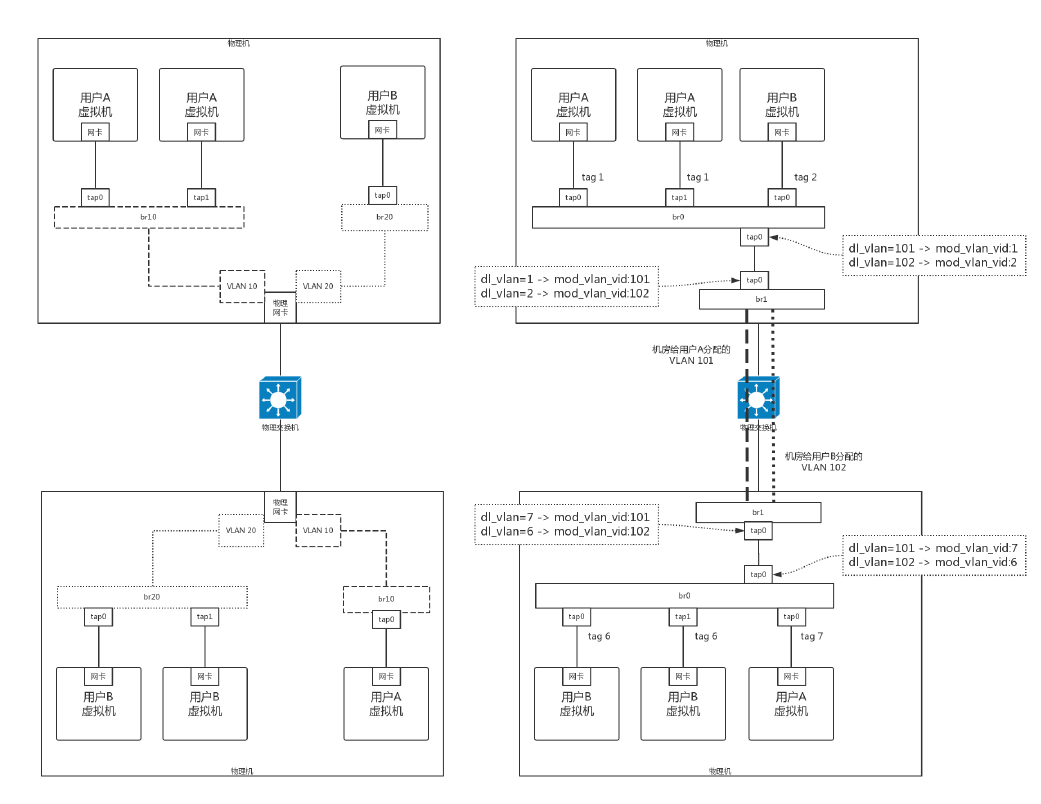 物理机
用户A
虚拟机
网卡
用户A
虚拟机
网卡
用户B
虚拟机
网卡
tap0
tap1
tap0
br10
br20
VLAN 10
VLAN 20
物理
网卡
物理交换机
物理
网卡
VLAN 20
VLAN 10
br20
br10
tap0
tap1
tap0
网卡
用户B
虚拟机
网卡
用户B
虚拟机
网卡
用户A
虚拟机
物理机
物理机
用户A
虚拟机
网卡
用户A
虚拟机
网卡
用户B
虚拟机
网卡
tag 1
tag 1
tag 2
tap0
tap1
tap0
br0
tap0
dl_vlan=101 -> mod_vlan_vid:1
dl_vlan=102 -> mod_vlan_vid:2
dl_vlan=1 -> mod_vlan_vid:101
dl_vlan=2 -> mod_vlan_vid:102
tap0
br1
机房给用户A分配的
VLAN 101
物理交换机
机房给用户B分配的
VLAN 102
br1
dl_vlan=7 -> mod_vlan_vid:101
dl_vlan=6 -> mod_vlan_vid:102
tap0
dl_vlan=101 -> mod_vlan_vid:7
dl_vlan=102 -> mod_vlan_vid:6
tap0
br0
tap0
tap1
tap0
tag 6
tag 6
tag 7
网卡
用户B
虚拟机
网卡
用户B
虚拟机
网卡
用户A
虚拟机
物理机